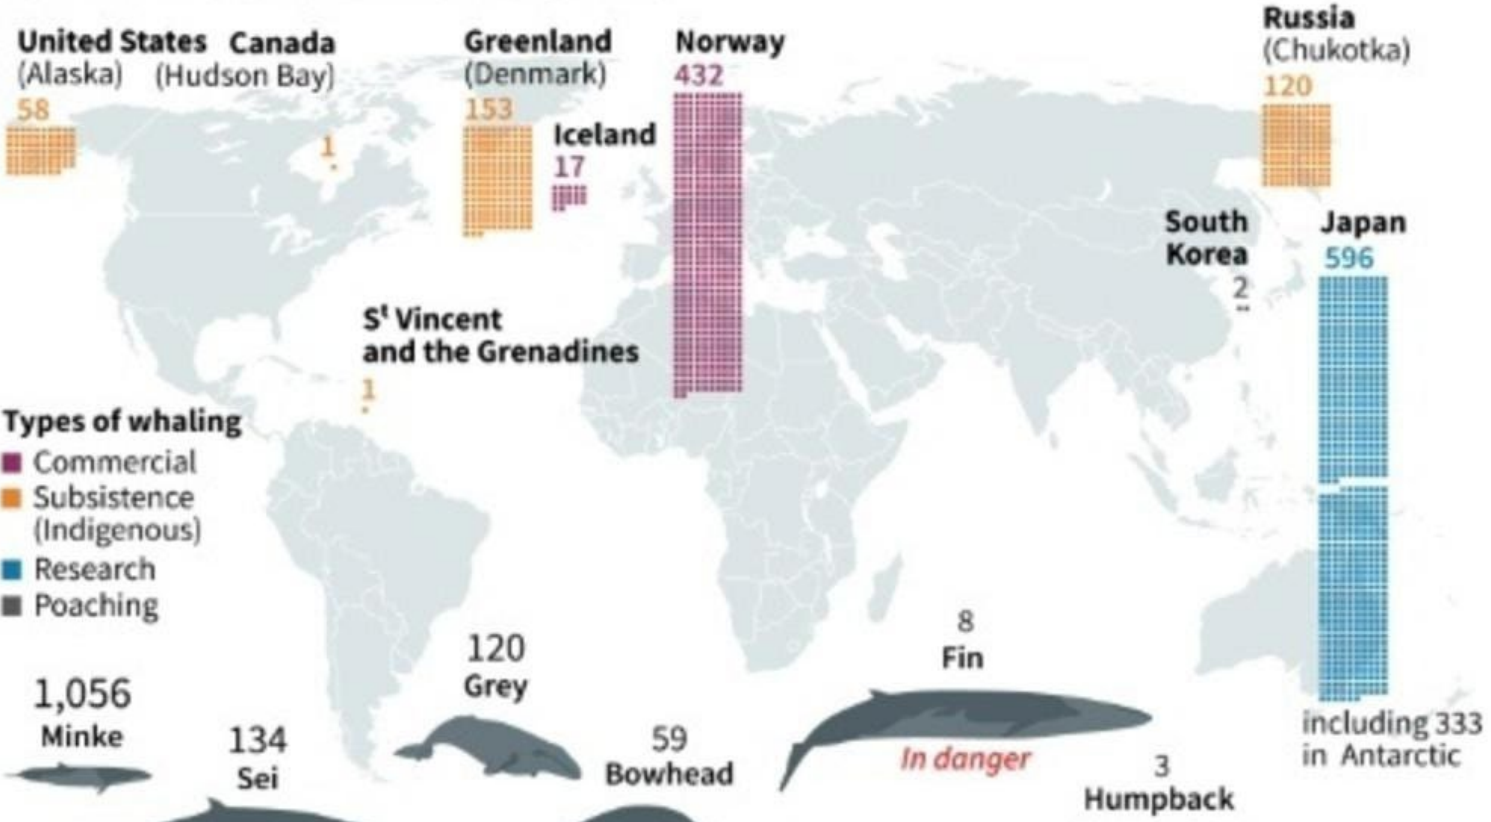 United States
(Alaska)
58
Canada
(Hudson Bay)
1
Greenland
(Denmark)
153
Iceland
17
Norway
432
Russia
(Chukotka)
120
South
Korea
2
Japan
596
including 333
in Antarctic
Sᵗ Vincent
and the Grenadines
1
Types of whaling
Commercial
Subsistence
(Indigenous)
Research
Poaching
1,056
Minke
134
Sei
120
Grey
59
Bowhead
8
Fin
In danger
3
Humpback